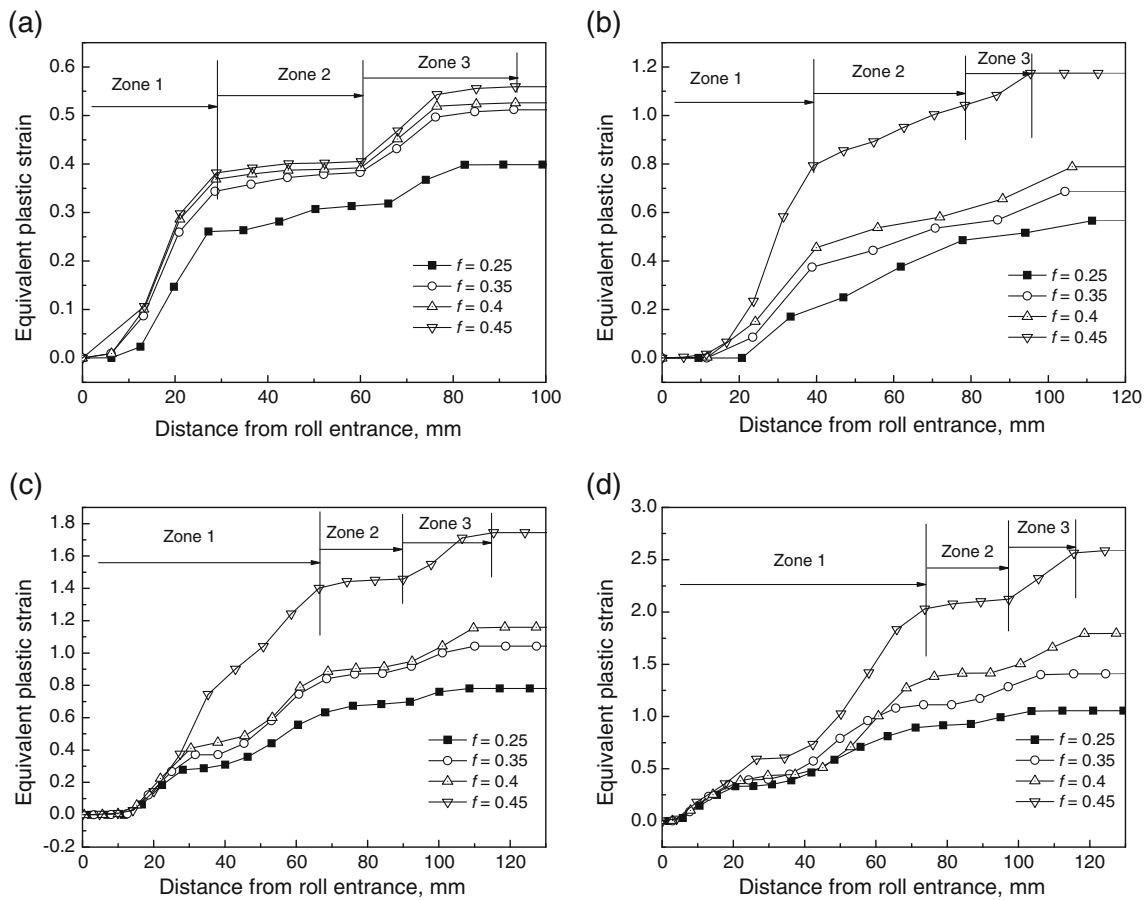 (a)
Equivalent plastic strain
0.6
0.5
0.4
0.3
0.2
0.1
0.0
Zone 1
Zone 2
Zone 3
f = 0.25
f = 0.35
f = 0.4
f = 0.45
0 20 40 60 80 100
Distance from roll entrance, mm
(b)
Equivalent plastic strain
1.2
1.0
0.8
0.6
0.4
0.2
0.0
Zone 1
Zone 2
Zone 3
f = 0.25
f = 0.35
f = 0.4
f = 0.45
0 20 40 60 80 100 120
Distance from roll entrance, mm
(c)
Equivalent plastic strain
1.8
1.6
1.4
1.2
1.0
0.8
0.6
0.4
0.2
0.0
-0.2
Zone 1
Zone 2
Zone 3
f = 0.25
f = 0.35
f = 0.4
f = 0.45
0 20 40 60 80 100 120
Distance from roll entrance, mm
(d)
Equivalent plastic strain
3.0
2.5
2.0
1.5
1.0
0.5
0.0
Zone 1
Zone 2
Zone 3
f = 0.25
f = 0.35
f = 0.4
f = 0.45
0 20 40 60 80 100 120
Distance from roll entrance, mm